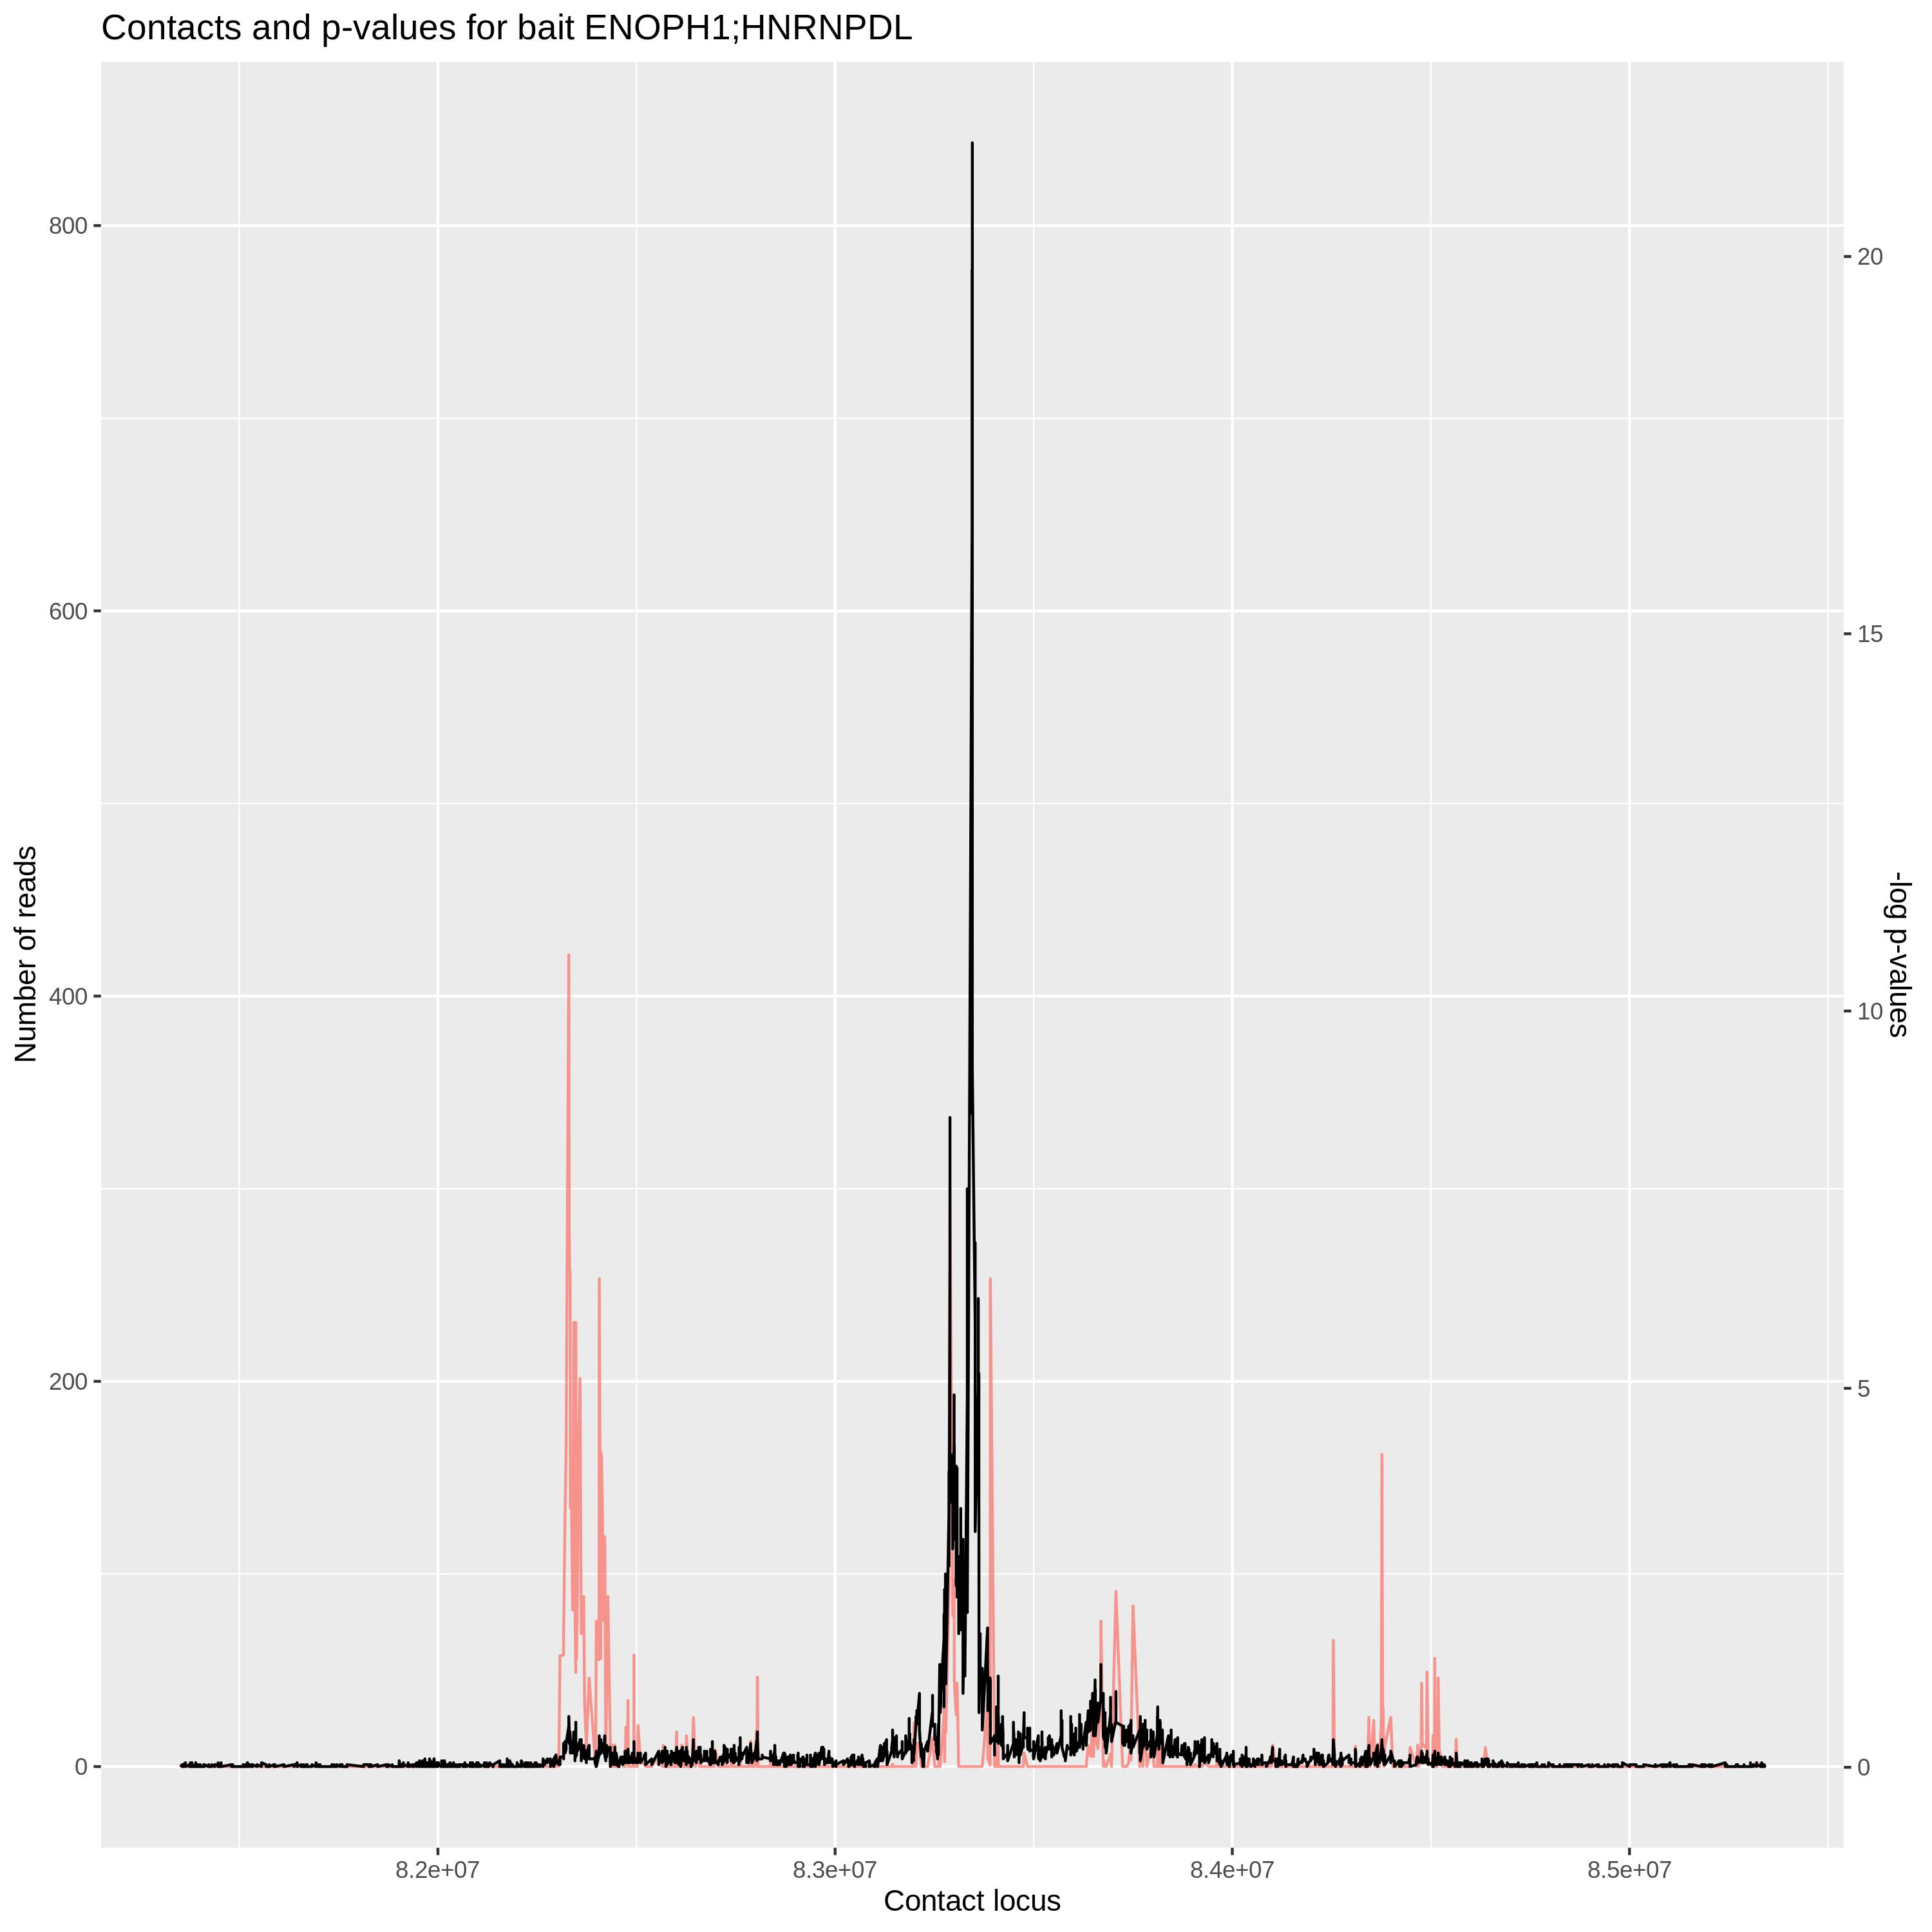 Contacts and p-values for bait ENOPH1;HNRNPDL
800
600
400
200
0
Number of reads
20
15
10
5
0
-log p-values
8.2e+07 8.3e+07 8.4e+07 8.5e+07
Contact locus